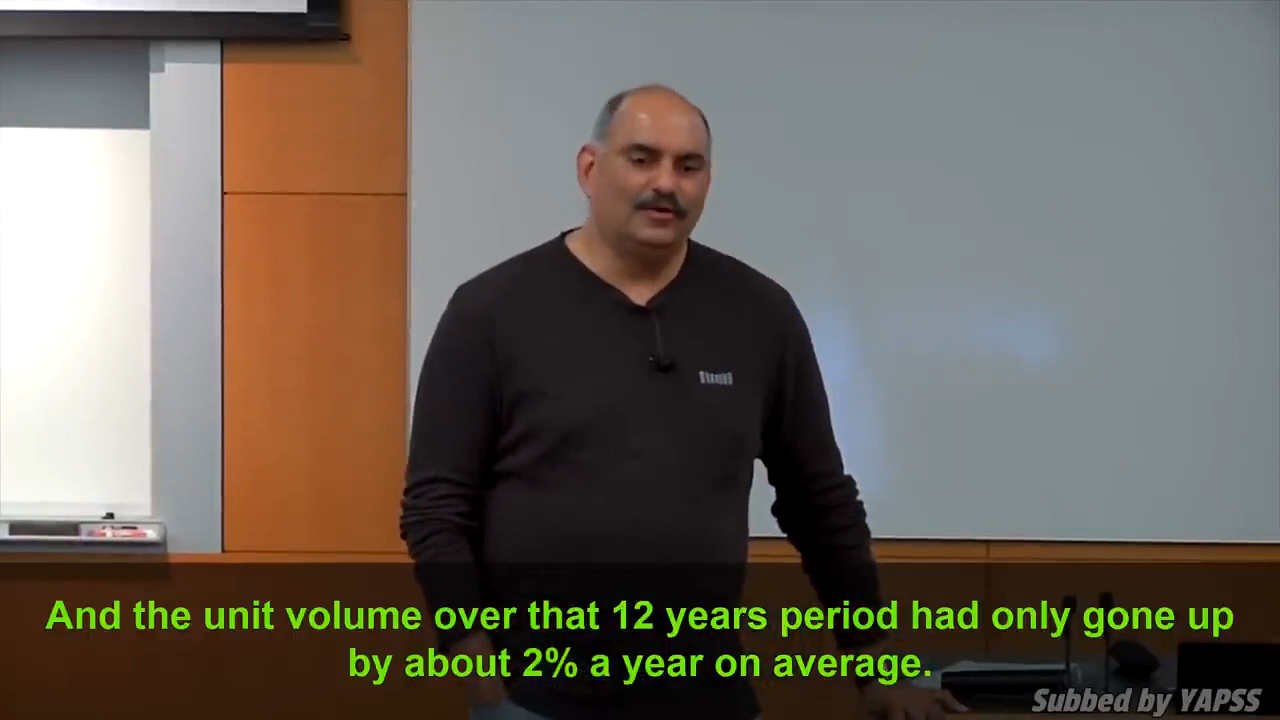 And the unit volume over that 12 years period had only gone up
by about 2% a year on average.
Subbed by YAPSS